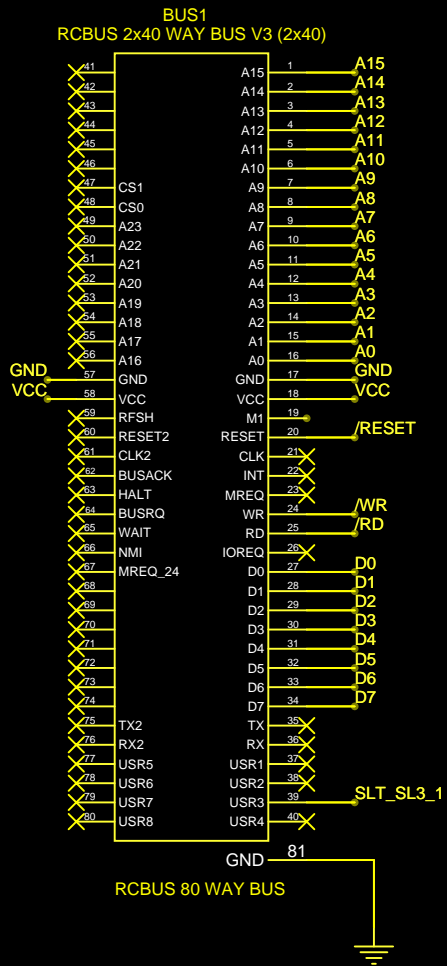 BUS1
RCBUS 2x40 WAY BUS V3 (2x40)
41 A15 1 A15
42 A14 2 A14
43 A13 3 A13
44 A12 4 A12
45 A11 5 A11
46 A10 6 A10
47 CS1 A9 7 A9
48 CS0 A8 8 A8
49 A23 A7 9 A7
50 A22 A6 10 A6
51 A21 A5 11 A5
52 A20 A4 12 A4
53 A19 A3 13 A3
54 A18 A2 14 A2
55 A17 A1 15 A1
56 A16 A0 16 A0
GND 57 GND GND 17 GND
VCC 58 VCC VCC 18 VCC
59 RFSH M1 19
60 RESET2 RESET 20 /RESET
61 CLK2 CLK 21
62 BUSACK INT 22
63 HALT MREQ 23
64 BUSRQ WR 24 /WR
65 WAIT RD 25 /RD
66 NMI IOREQ 26
67 MREQ_24 D0 27 D0
68 D1 28 D1
69 D2 29 D2
70 D3 30 D3
71 D4 31 D4
72 D5 32 D5
73 D6 33 D6
74 D7 34 D7
75 TX2 TX 35
76 RX2 RX 36
77 USR5 USR1 37
78 USR6 USR2 38
79 USR7 USR3 39 SLT_SL3_1
80 USR8 USR4 40
GND 81
RCBUS 80 WAY BUS